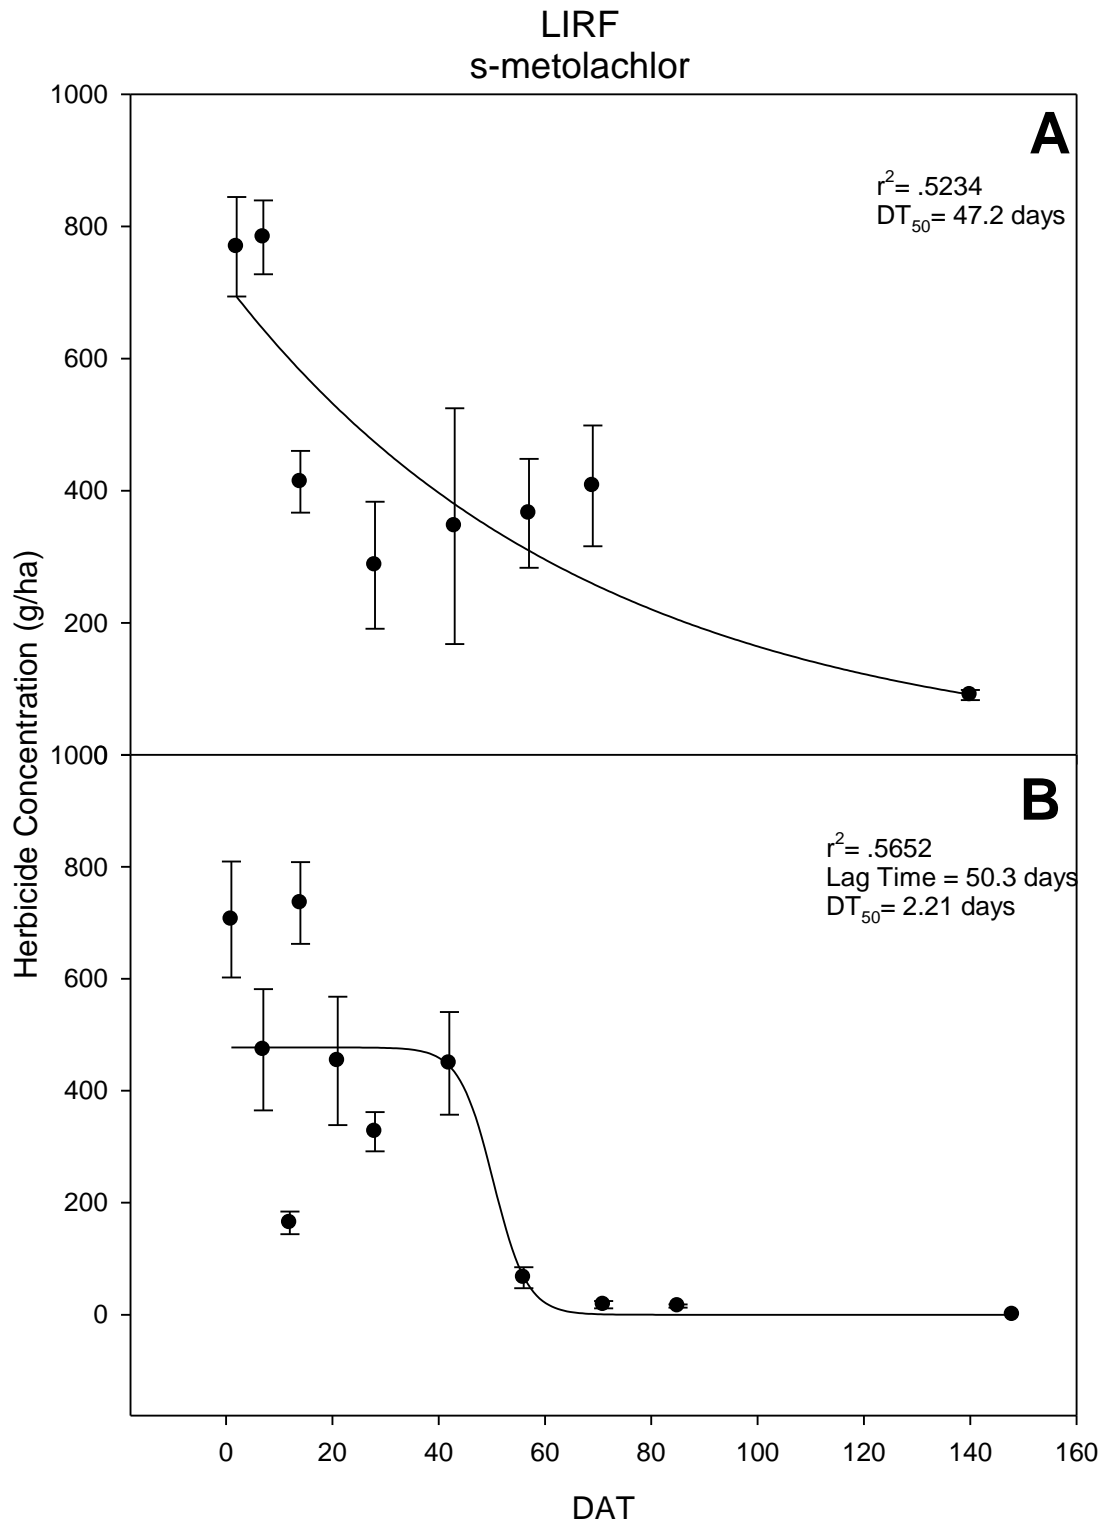 LIRF
s-metolachlor
1000
A
r²= .5234
DT₅₀= 47.2 days
800
600
400
200
Herbicide Concentration (g/ha)
1000
B
r²= .5652
Lag Time = 50.3 days
DT₅₀= 2.21 days
800
600
400
200
0
0 20 40 60 80 100 120 140 160
DAT